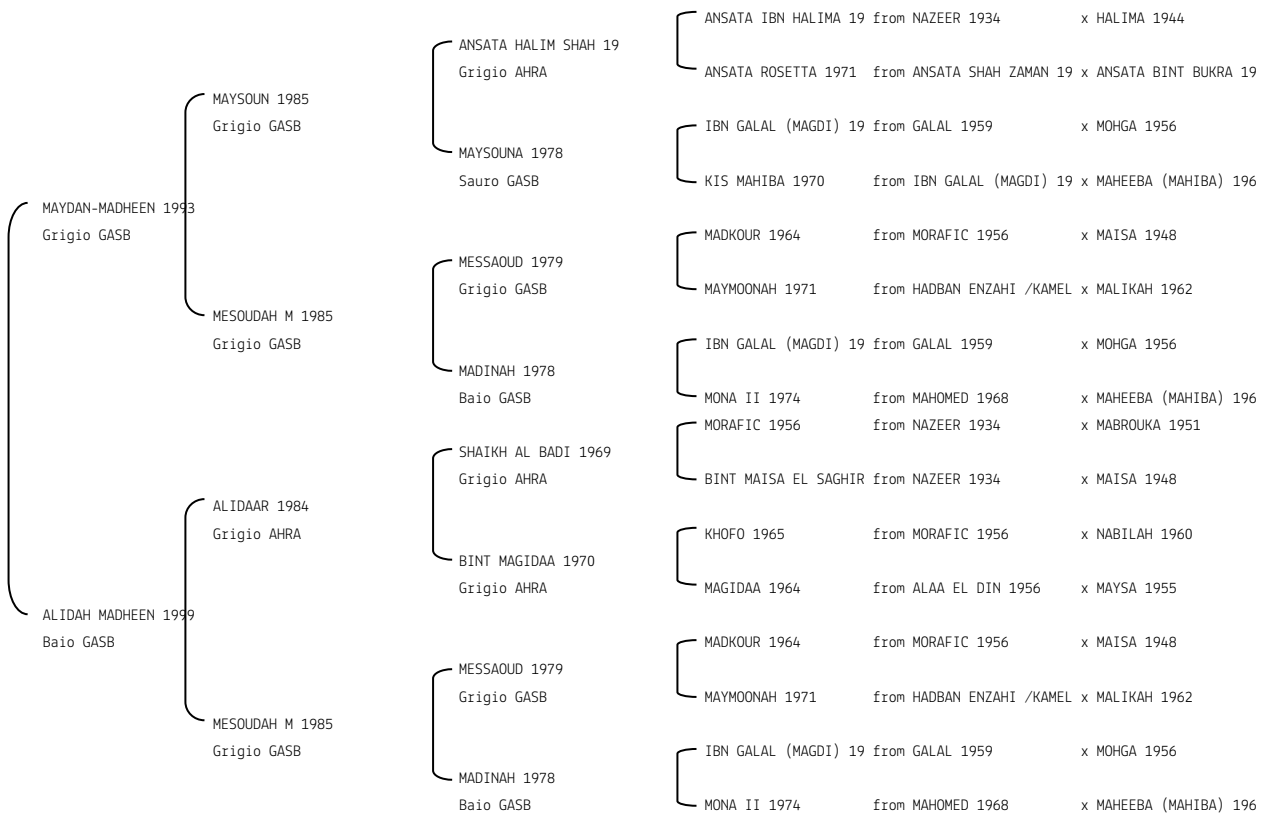 ANSATA IBN HALIMA 19 from NAZEER 1934 x HALIMA 1944
ANSATA HALIM SHAH 19
Grigio AHRA
ANSATA ROSETTA 1971 from ANSATA SHAH ZAMAN 19 x ANSATA BINT BUKRA 19
MAYSOUN 1985
Grigio GASB
IBN GALAL (MAGDI) 19 from GALAL 1959 x MOHGA 1956
MAYSOUNA 1978
Sauro GASB
KIS MAHIBA 1970 from IBN GALAL (MAGDI) 19 x MAHEEBA (MAHIBA) 196
MAYDAN-MADHEEN 1993
Grigio GASB
MADKOUR 1964 from MORAFIC 1956 x MAISA 1948
MESSAOUD 1979
Grigio GASB
MAYMOONAH 1971 from HADBAN ENZAHI /KAMEL x MALIKAH 1962
MESOUDAH M 1985
Grigio GASB
IBN GALAL (MAGDI) 19 from GALAL 1959 x MOHGA 1956
MADINAH 1978
Baio GASB
MONA II 1974 from MAHOMED 1968 x MAHEEBA (MAHIBA) 196
MORAFIC 1956 from NAZEER 1934 x MABROUKA 1951
SHAIKH AL BADI 1969
Grigio AHRA
BINT MAISA EL SAGHIR from NAZEER 1934 x MAISA 1948
ALIDAAR 1984
Grigio AHRA
KHOFO 1965 from MORAFIC 1956 x NABILAH 1960
BINT MAGIDAA 1970
Grigio AHRA
MAGIDAA 1964 from ALAA EL DIN 1956 x MAYSA 1955
ALIDAH MADHEEN 1999
Baio GASB
MADKOUR 1964 from MORAFIC 1956 x MAISA 1948
MESSAOUD 1979
Grigio GASB
MAYMOONAH 1971 from HADBAN ENZAHI /KAMEL x MALIKAH 1962
MESOUDAH M 1985
Grigio GASB
IBN GALAL (MAGDI) 19 from GALAL 1959 x MOHGA 1956
MADINAH 1978
Baio GASB
MONA II 1974 from MAHOMED 1968 x MAHEEBA (MAHIBA) 196